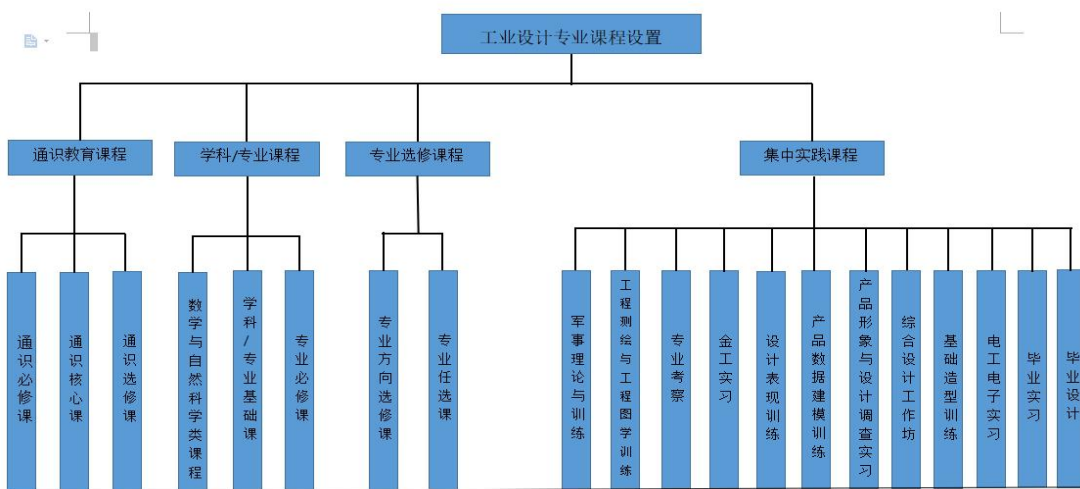 工业设计专业课程设置
通识教育课程
学科/专业课程
专业选修课程
集中实践课程
通识必修课
通识核心课
通识选修课
数学与自然科学类课程
学科/专业基础课
专业必修课
专业方向选修课
专业任选课
军事理论与训练
工程测绘与工程图学训练
专业考察
金工实习
设计表现训练
产品数据建模训练
产品形象与设计调查实习
综合设计工作坊
基础造型训练
电工电子实习
毕业实习
毕业设计